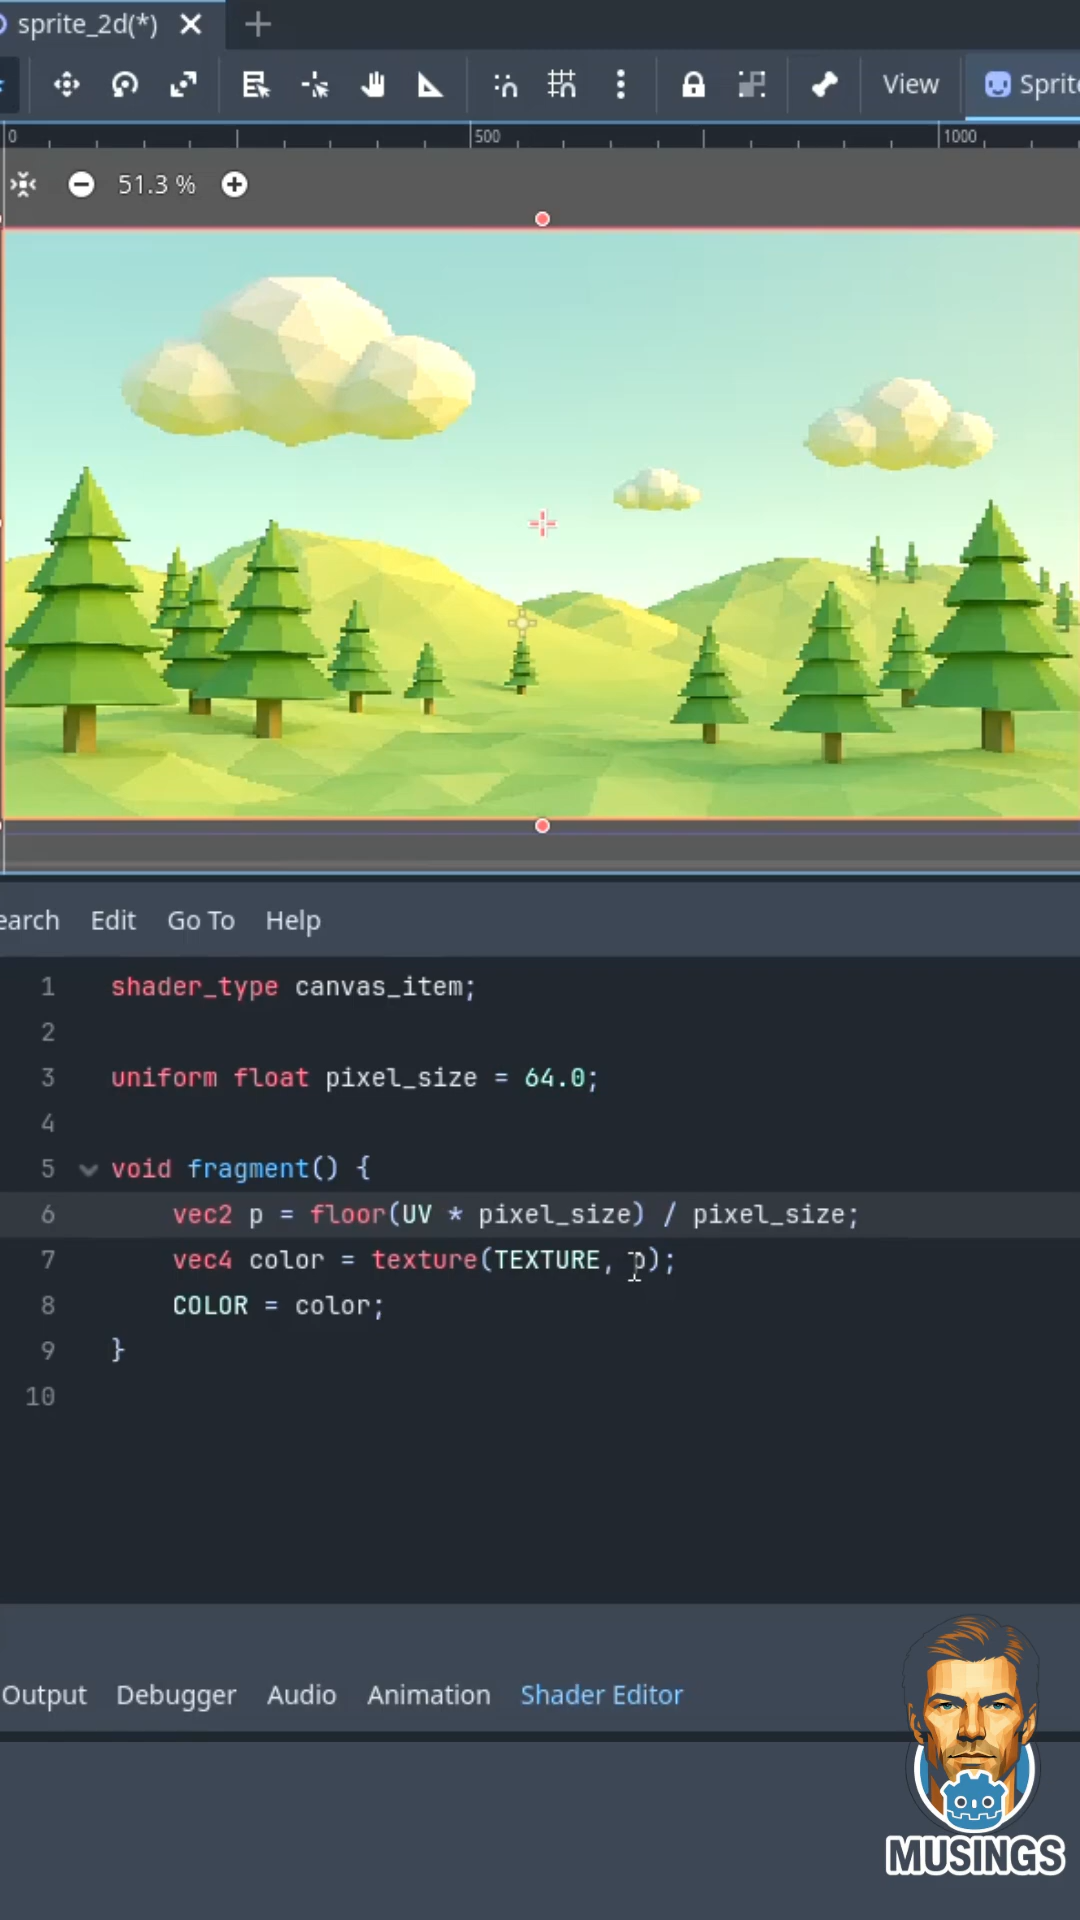 sprite_2d(*)
View
Sprite
0
500
1000
51.3 %
earch Edit Go To Help
1 shader_type canvas_item;
2
3 uniform float pixel_size = 64.0;
4
5 void fragment() {
6 vec2 p = floor(UV * pixel_size) / pixel_size;
7 vec4 color = texture(TEXTURE, p);
8 COLOR = color;
9 }
10
Output Debugger Audio Animation Shader Editor
MUSINGS